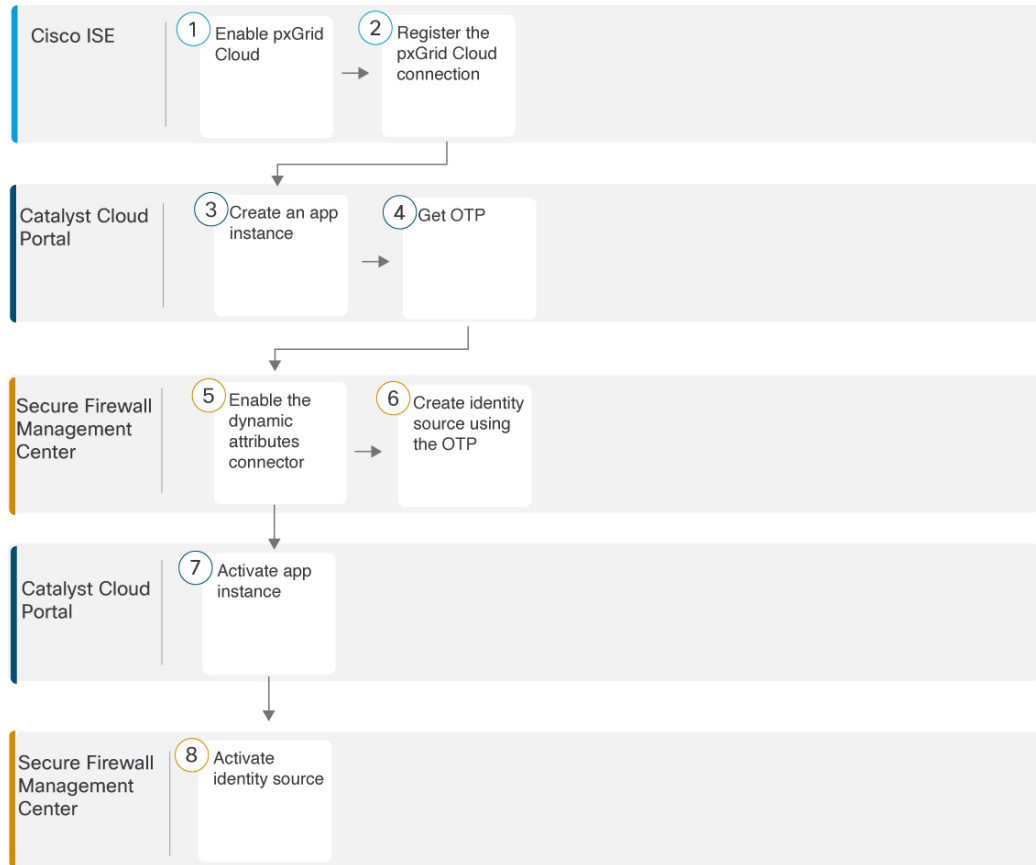 Cisco ISE
1
Enable pxGrid
Cloud
2
Register the
pxGrid Cloud
connection
Catalyst Cloud
Portal
3
Create an app
instance
4
Get OTP
Secure Firewall
Management
Center
5
Enable the
dynamic
attributes
connector
6
Create identity
source using
the OTP
Catalyst Cloud
Portal
7
Activate app
instance
Secure Firewall
Management
Center
8
Activate
identity source